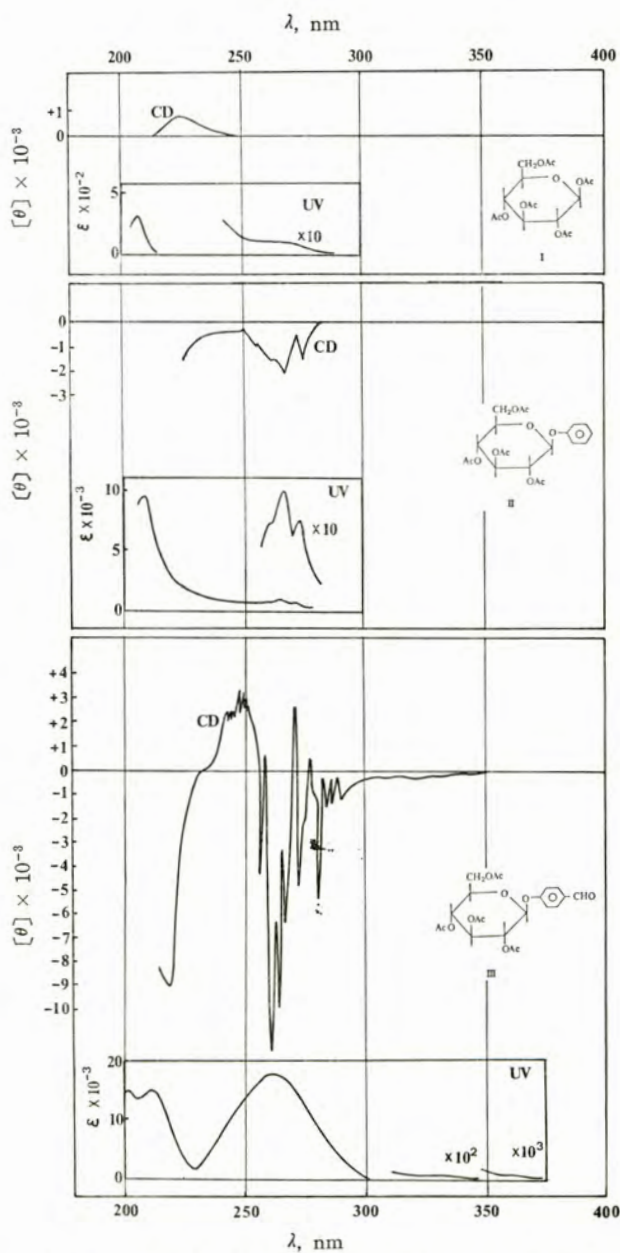 λ, nm
200 250 300 350 400
+1
0
[θ] × 10⁻³
CD
5
0
ε × 10⁻²
UV
×10
CH₂OAc
O
OAc
OAc
AcO
OAc
I
0
-1
-2
-3
[θ] × 10⁻³
CD
10
5
0
ε × 10⁻³
UV
×10
CH₂OAc
O
O
OAc
AcO
OAc
II
+4
+3
+2
+1
0
-1
-2
-3
-4
-5
-6
-7
-8
-9
-10
[θ] × 10⁻³
CD
CH₂OAc
O
O
CHO
OAc
AcO
OAc
III
20
10
0
ε × 10⁻³
UV
×10²
×10³
200 250 300 350 400
λ, nm